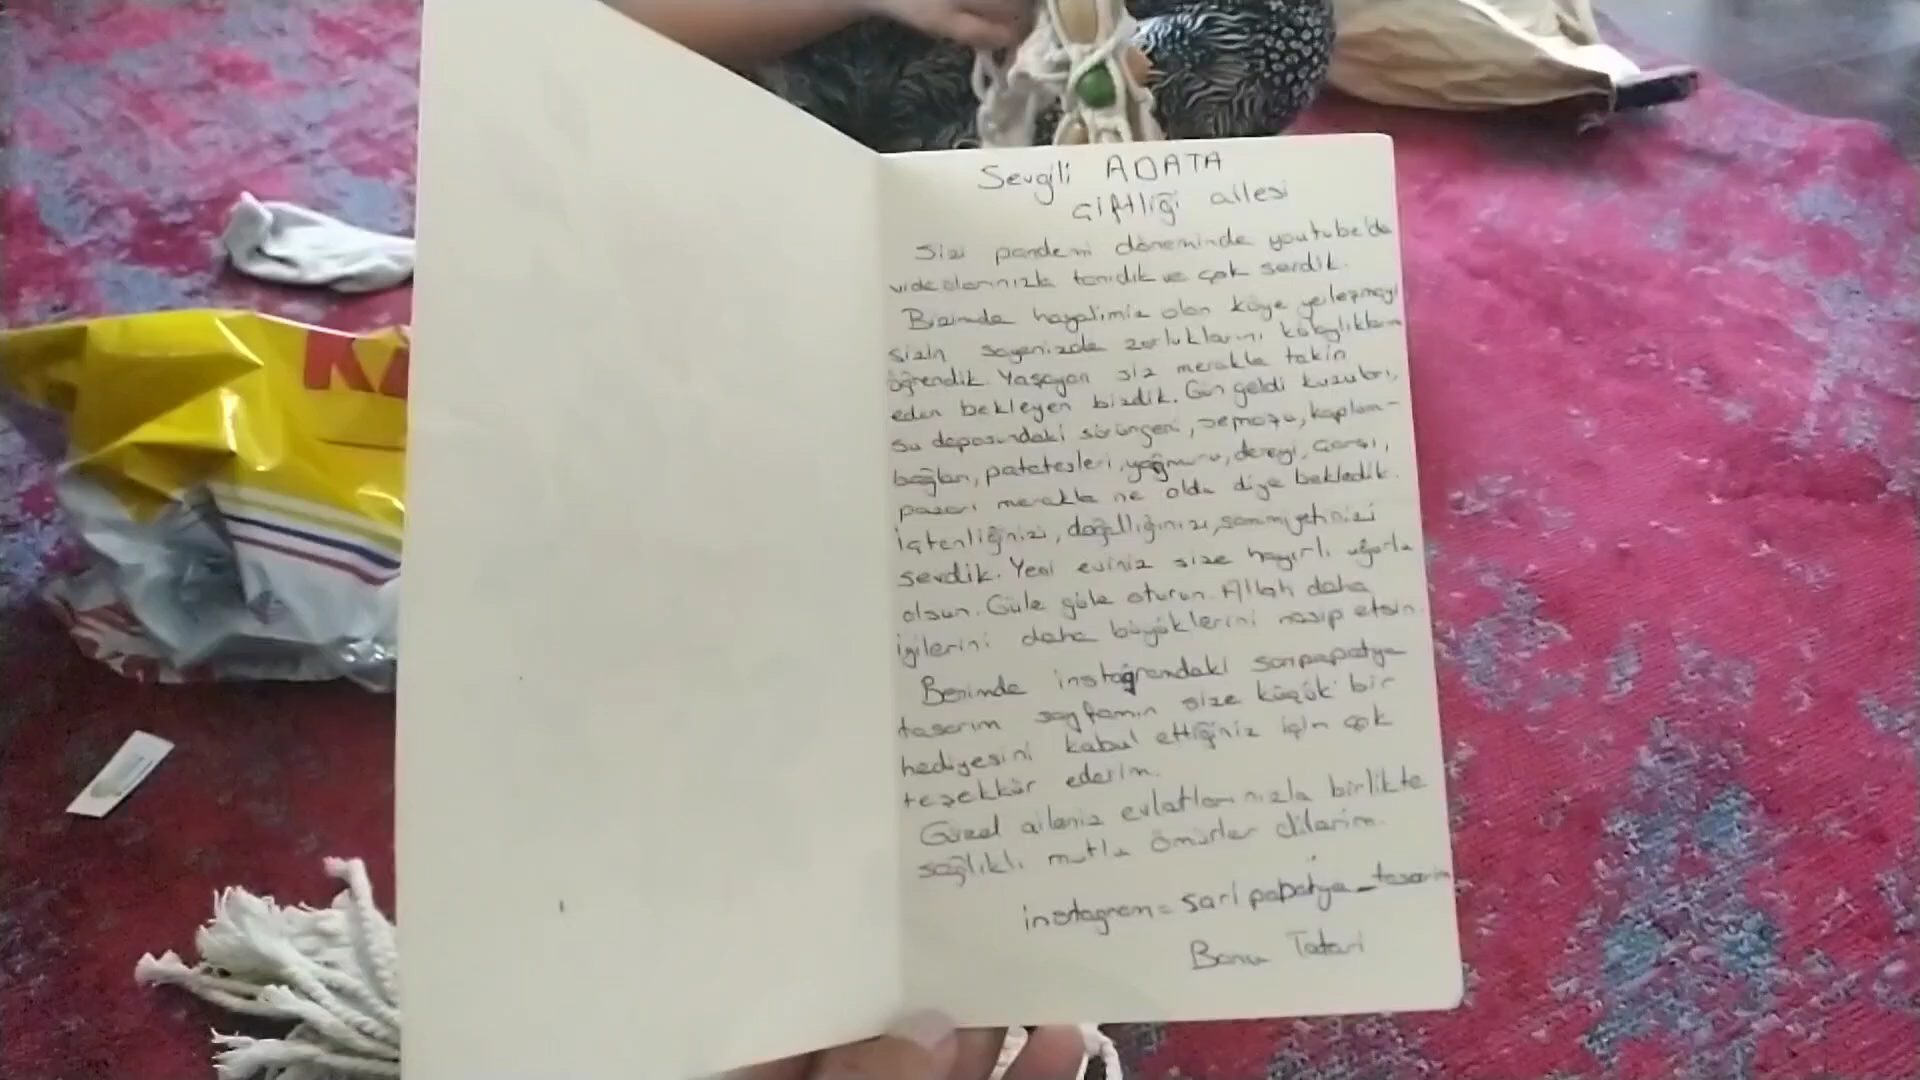 Sevgili ADATA
çiftliği ailesi
Sizi pandemi döneminde youtube'da
videolarınızla tanıdık ve çok sevdik.
Bizimde hayalimiz olan köye yerleşmeyi
sizin sayenizde zorluklarını kolaylıklarını
öğrendik. Yaşayan siz merakla takip
eden bekleyen bizdik. Gün geldi kuzuları,
su deposundaki sürüngeni, kaplum-
bağları, patatesleri, yağmuru, dereyi, çarşı,
pazarı merakla ne oldu diye bekledik.
İçtenliğinizi, doğallığınızı, samimiyetinizi
sevdik. Yeni eviniz size hayırlı uğurlu
olsun. Güle güle oturun. Allah daha
iyilerini daha büyüklerini nasip etsin.
Benimde instagramdaki sarıpapatya
tasarım sayfamın size küçük bir
hediyesini kabul ettiğiniz için çok
teşekkür ederim.
Güzel aileniz evlatlarınızla birlikte
sağlıklı mutlu ömürler dilerim.
instagram = sari papatya_tasarim
Banu Tatari